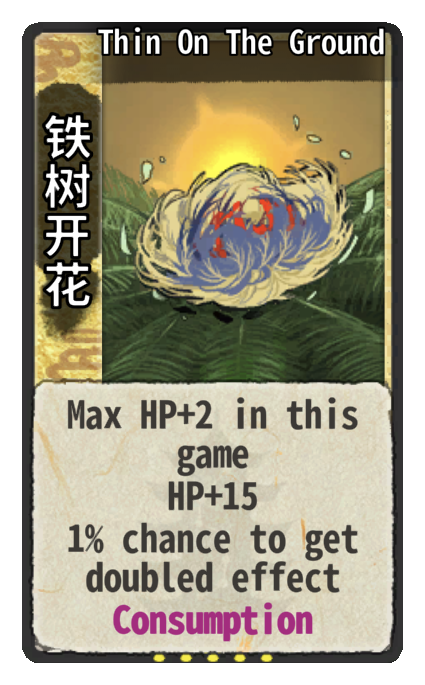 Thin On The Ground
铁树开花
Max HP+2 in this
game
HP+15
1% chance to get
doubled effect
Consumption